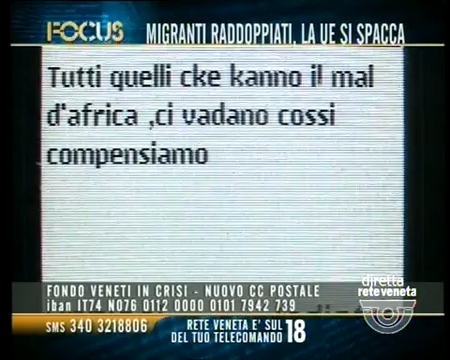 FOCUS MIGRANTI RADDOPPIATI, LA UE SI SPACCA
Tutti quelli cke kanno il mal
d'africa ,ci vadano cossi
compensiamo
FONDO VENETI IN CRISI - NUOVO CC POSTALE
iban IT74 N076 0112 0000 0101 7942 739
diretta
reteveneta
SMS 340 3218806
RETE VENETA E' SUL
DEL TUO TELECOMANDO 18